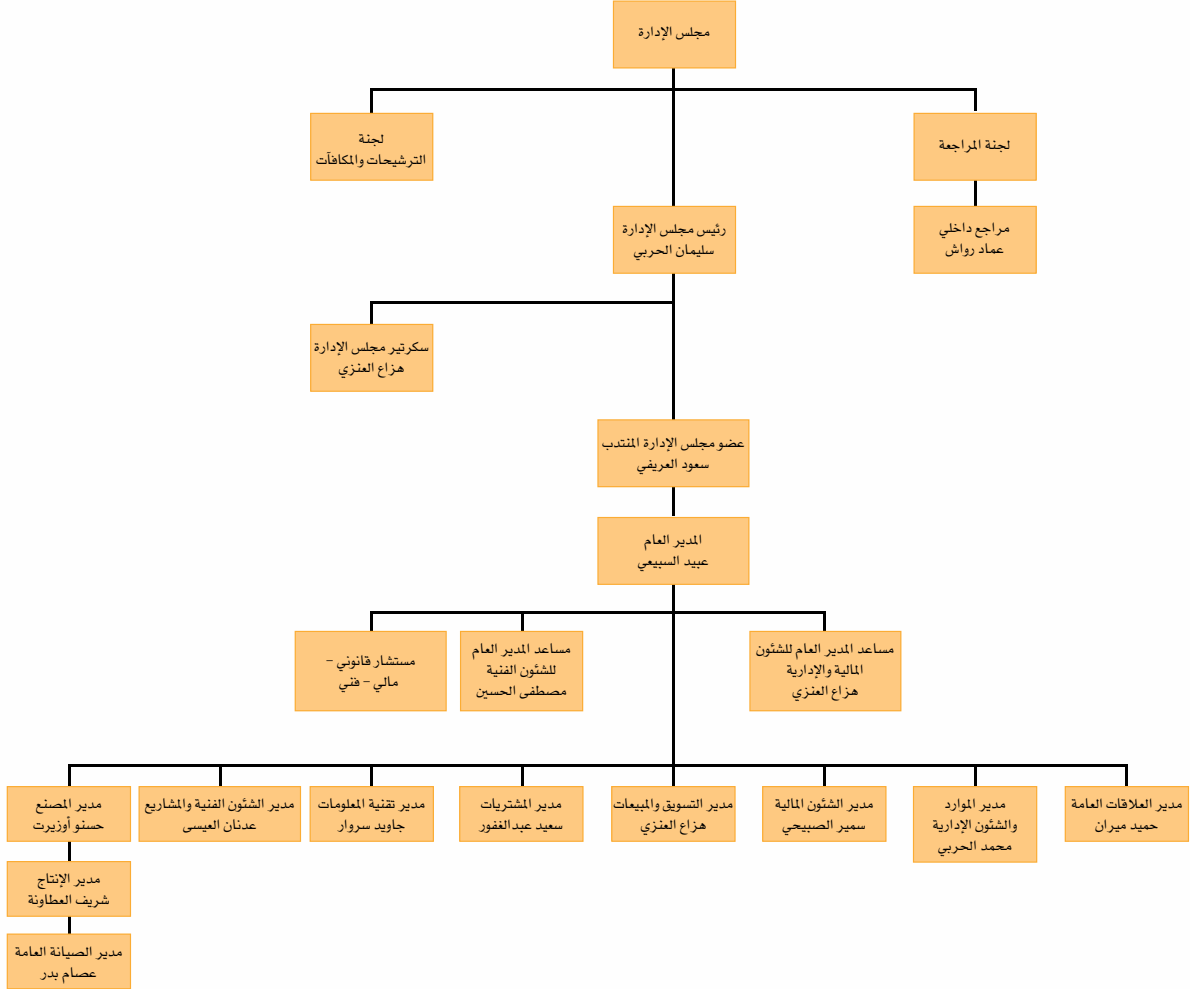 مجلس الإدارة
لجنة المراجعة
لجنة
الترشيحات والمكافآت
مراجع داخلي
عماد رواش
رئيس مجلس الإدارة
سليمان الحربي
سكرتير مجلس الإدارة
هزاع العنزي
عضو مجلس الإدارة المنتدب
سعود العريفي
المدير العام
عبيد السبيعي
مساعد المدير العام للشئون
المالية والإدارية
هزاع العنزي
مساعد المدير العام
للشئون الفنية
مصطفى الحسين
مستشار قانوني –
مالي – فني
مدير العلاقات العامة
حميد ميران
مدير الموارد
والشئون الإدارية
محمد الحربي
مدير الشئون المالية
سمير الصبيحي
مدير التسويق والمبيعات
هزاع العنزي
مدير المشتريات
سعيد عبدالغفور
مدير تقنية المعلومات
جاويد سروار
مدير الشئون الفنية والمشاريع
عدنان العيسى
مدير المصنع
حسنو أوزيرت
مدير الإنتاج
شريف العطاونة
مدير الصيانة العامة
عصام بدر